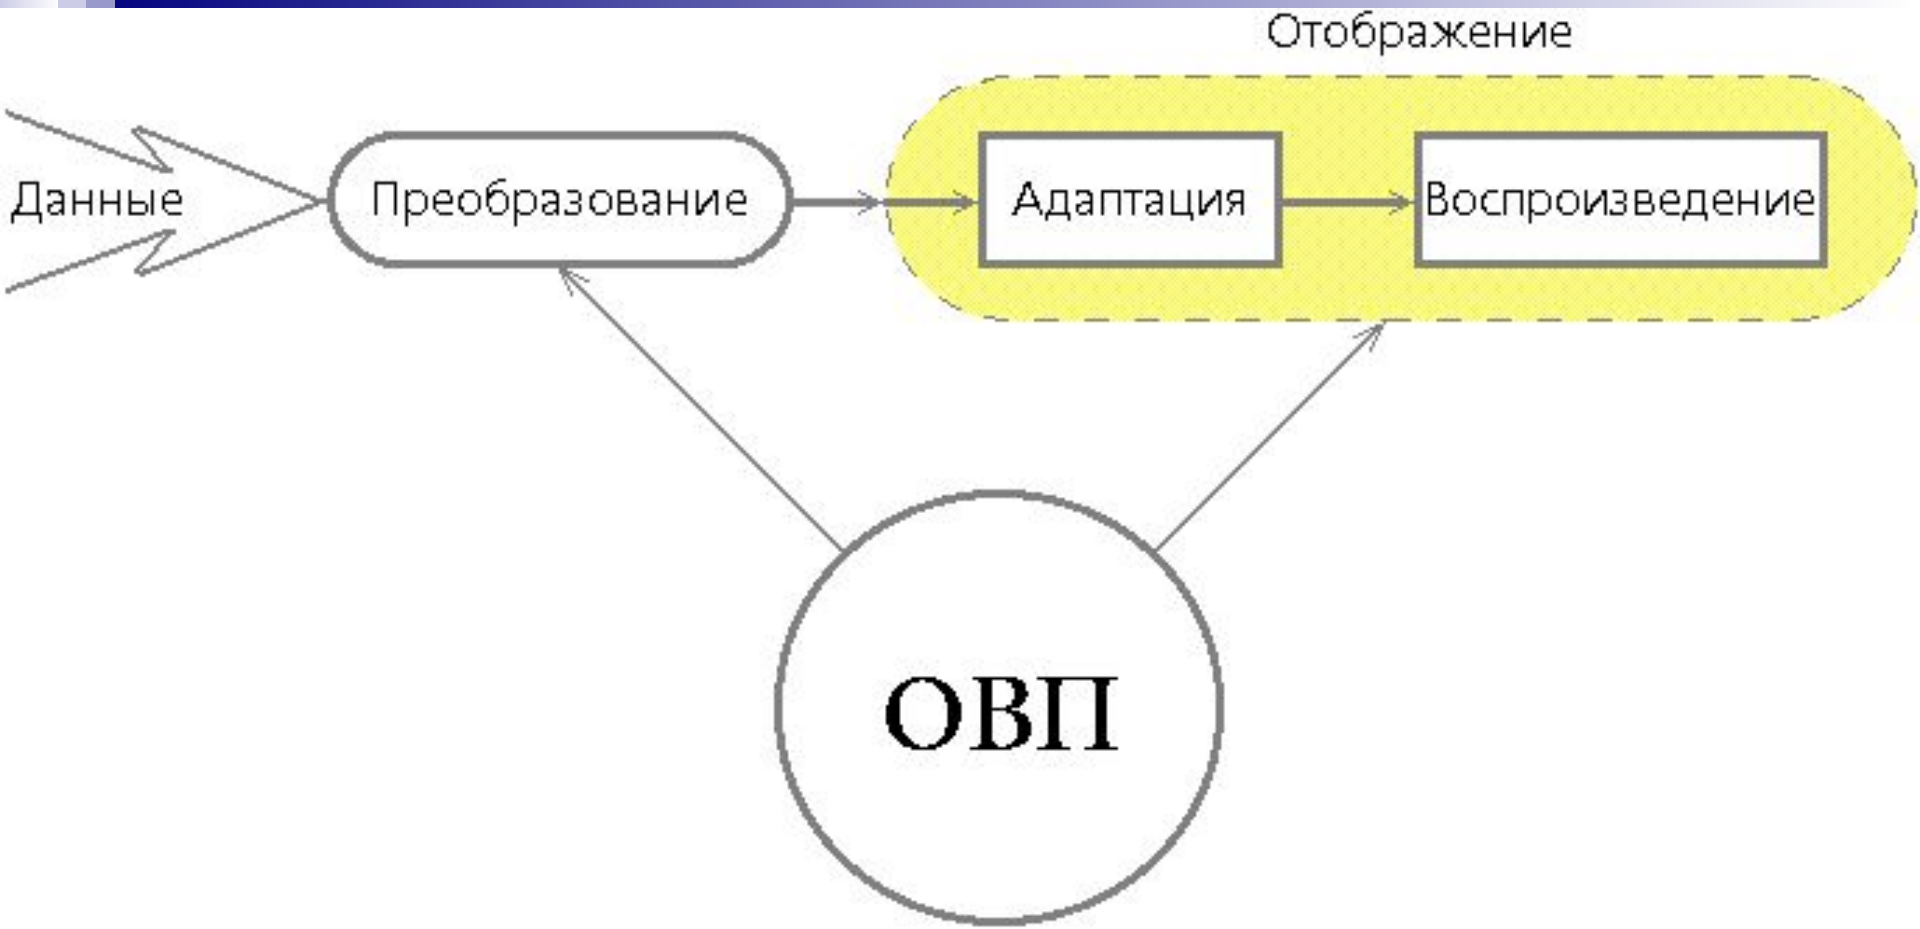 Отображение
Данные
Преобразование
Адаптация
Воспроизведение
ОВП